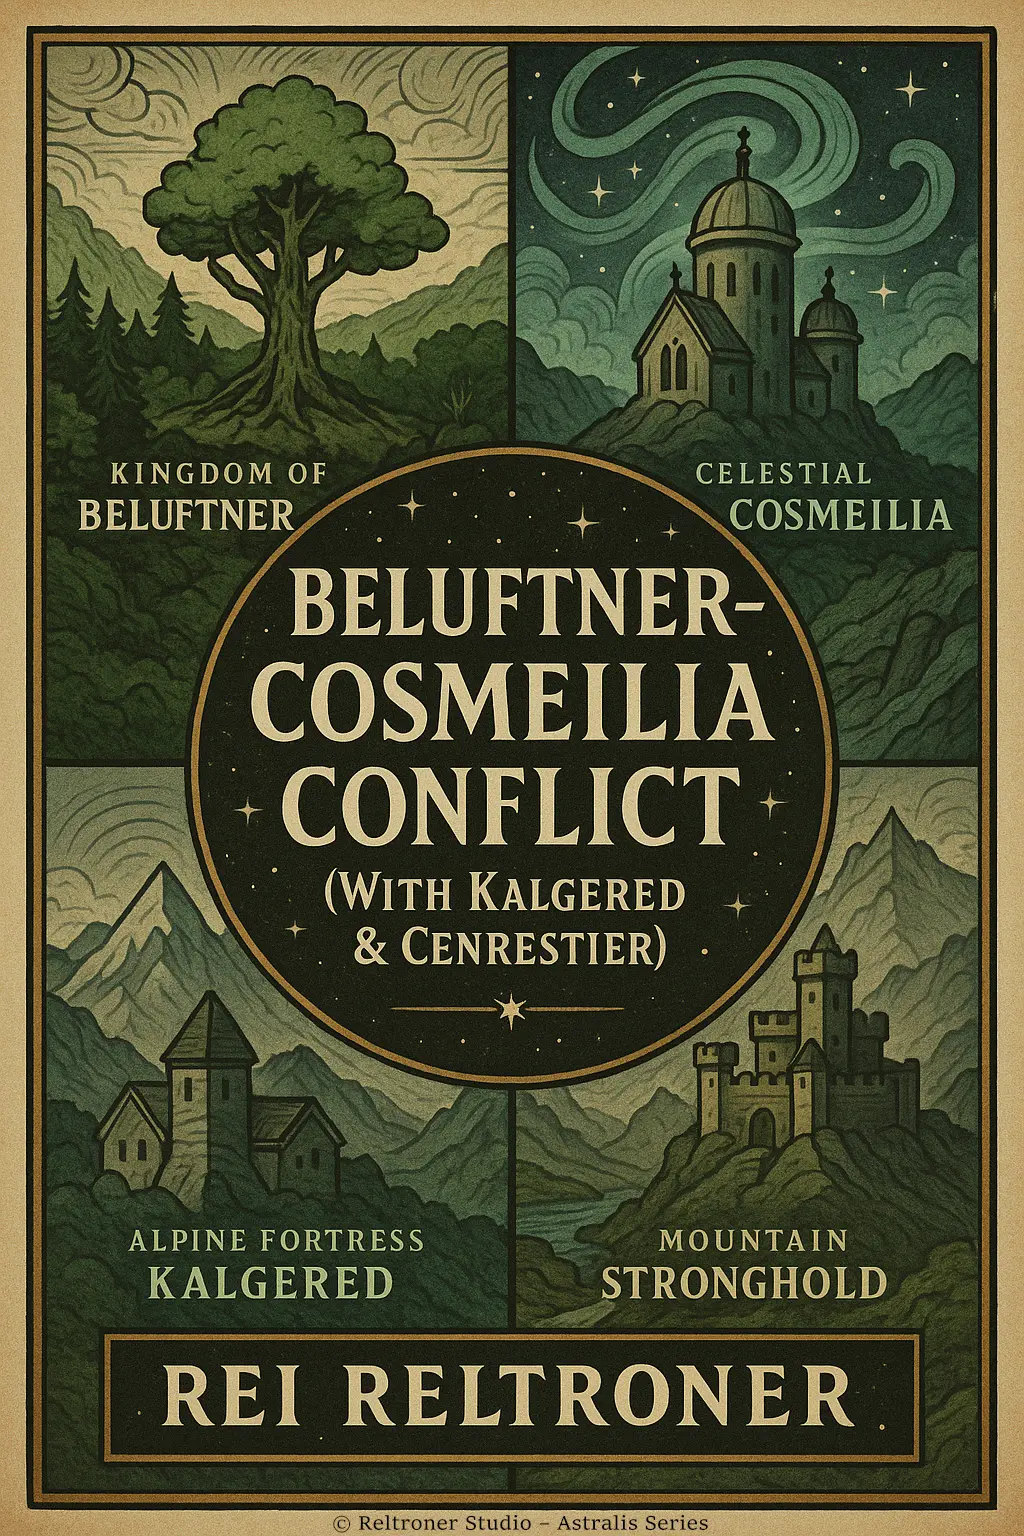 KINGDOM OF
BELUFTNER
CELESTIAL
COSMEILIA
BELUFTNER-
COSMEILIA
CONFLICT
(WITH KALGERED
& CENRESTIER)
ALPINE FORTRESS
KALGERED
MOUNTAIN
STRONGHOLD
REI RELTRONER
© Reltroner Studio – Astralis Series